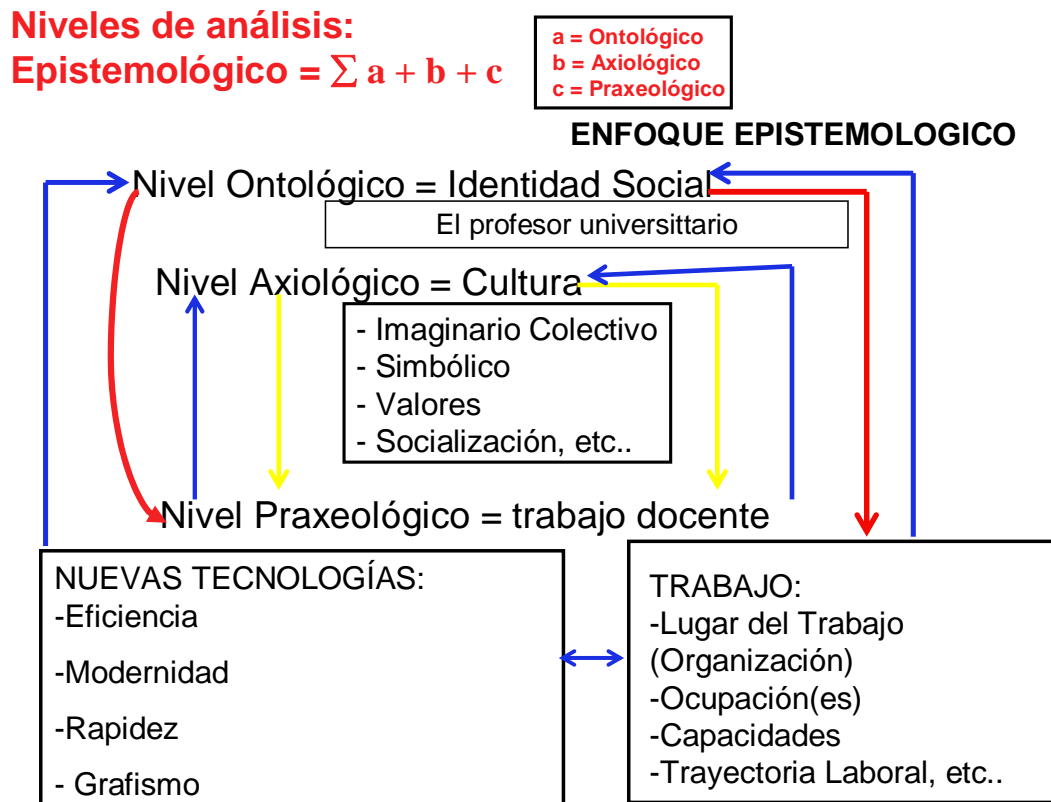 Niveles de análisis:
Epistemológico = ∑ a + b + c
a = Ontológico
b = Axiológico
c = Praxeológico
ENFOQUE EPISTEMOLOGICO
Nivel Ontológico = Identidad Social
El profesor universittario
Nivel Axiológico = Cultura
- Imaginario Colectivo
- Simbólico
- Valores
- Socialización, etc..
Nivel Praxeológico = trabajo docente
NUEVAS TECNOLOGÍAS:
-Eficiencia
-Modernidad
-Rapidez
- Grafismo
TRABAJO:
-Lugar del Trabajo
(Organización)
-Ocupación(es)
-Capacidades
-Trayectoria Laboral, etc..